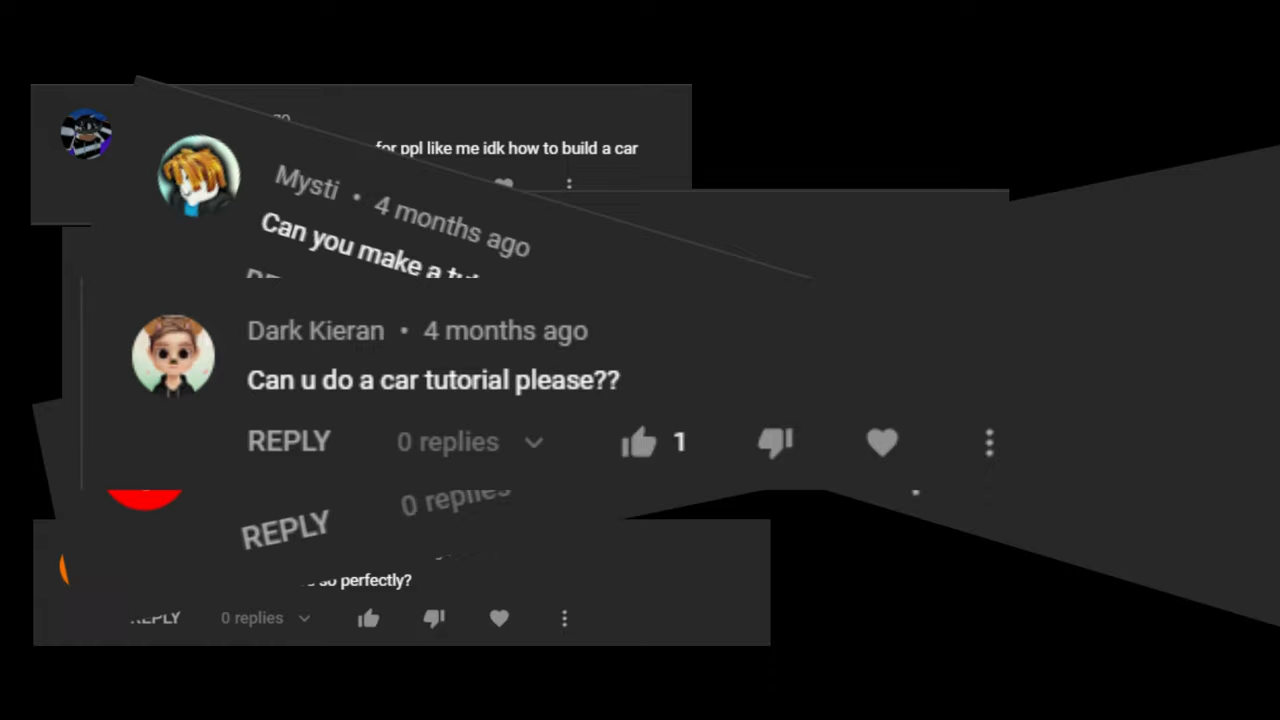 for ppl like me idk how to build a car
Mysti • 4 months ago
Can you make a
Dark Kieran • 4 months ago
Can u do a car tutorial please??
REPLY 0 replies 1
0 replies
REPLY
so perfectly?
REPLY 0 replies